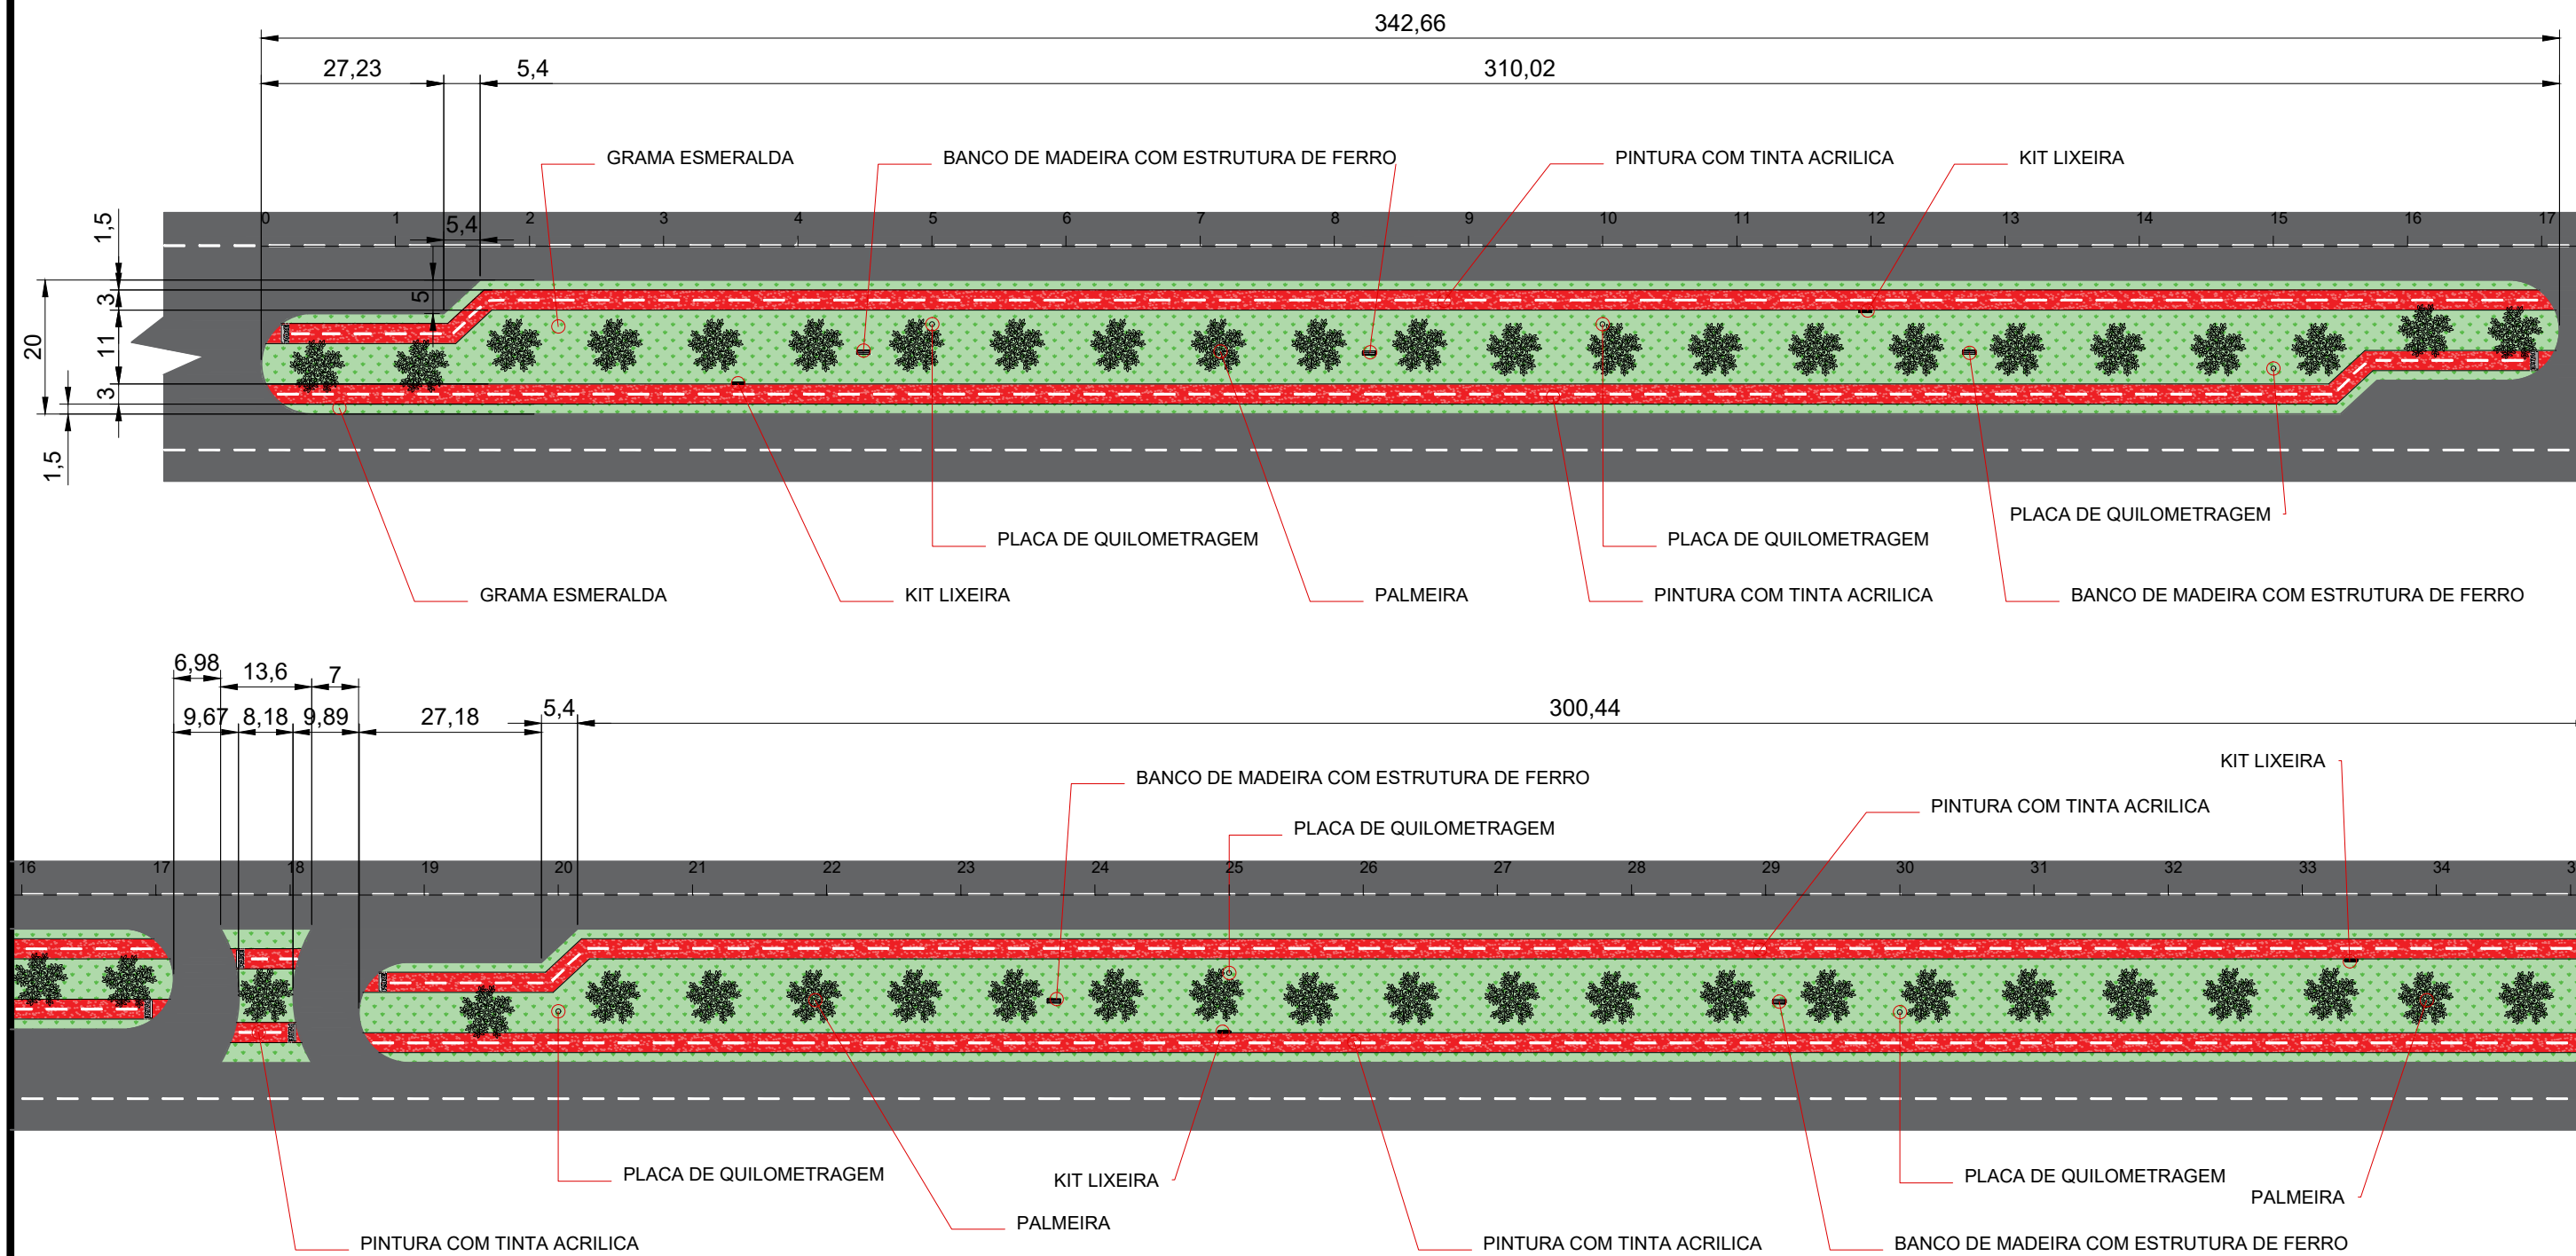 342,66
27,23 5,4 310,02
GRAMA ESMERALDA BANCO DE MADEIRA COM ESTRUTURA DE FERRO PINTURA COM TINTA ACRILICA KIT LIXEIRA
0 1 2 3 4 5 6 7 8 9 10 11 12 13 14 15 16 17
1,5 5,4
3 5
20 11
3
1,5
PLACA DE QUILOMETRAGEM
PLACA DE QUILOMETRAGEM PLACA DE QUILOMETRAGEM
GRAMA ESMERALDA KIT LIXEIRA PALMEIRA PINTURA COM TINTA ACRILICA BANCO DE MADEIRA COM ESTRUTURA DE FERRO
6,98 13,6 7
9,67 8,18 9,89 27,18 5,4 300,44
KIT LIXEIRA
BANCO DE MADEIRA COM ESTRUTURA DE FERRO
PINTURA COM TINTA ACRILICA
PLACA DE QUILOMETRAGEM
16 17 18 19 20 21 22 23 24 25 26 27 28 29 30 31 32 33 34 3
PLACA DE QUILOMETRAGEM KIT LIXEIRA PLACA DE QUILOMETRAGEM
PALMEIRA
PALMEIRA
PINTURA COM TINTA ACRILICA PINTURA COM TINTA ACRILICA BANCO DE MADEIRA COM ESTRUTURA DE FERRO